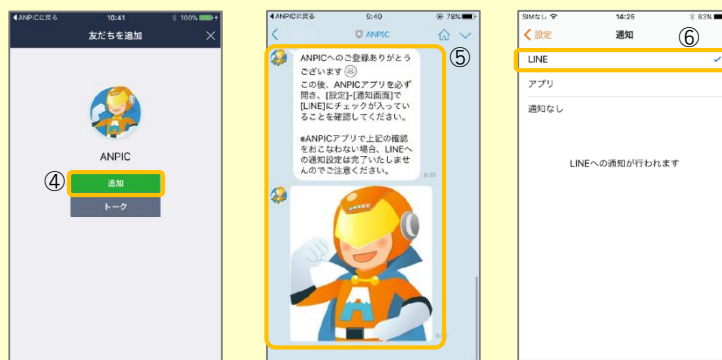 ◀ANPICに戻る 10:41 100%
友だちを追加 ×
ANPIC
④
追加
トーク
◀ANPICに戻る 9:40 78%
ANPIC
⑤
ANPICへのご登録ありがとう
ございます
この後、ANPICアプリを必ず
開き、[設定]-[通知画面]で
[LINE]にチェックが入ってい
ることを確認してください。
※ANPICアプリで上記の確認
をおこなわない場合、LINEへ
の通知設定は完了いたしませ
んのでご注意ください。
SIMなし 14:25 83%
設定 通知
⑥
LINE
アプリ
通知なし
LINEへの通知が行われます